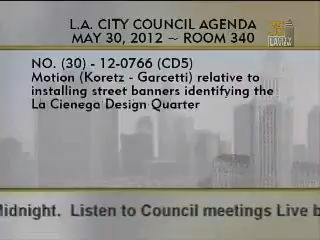 L.A. CITY COUNCIL AGENDA
MAY 30, 2012 ~ ROOM 340
35
NO. (30) - 12-0766 (CD5)
Motion (Koretz - Garcetti) relative to
installing street banners identifying the
La Cienega Design Quarter
Midnight. Listen to Council meetings Live b